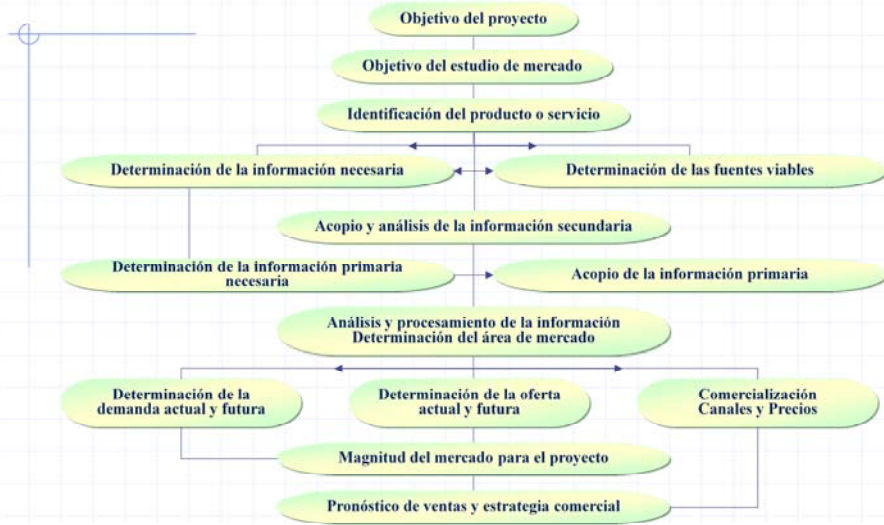 Objetivo del proyecto
Objetivo del estudio de mercado
Identificación del producto o servicio
Determinación de la información necesaria
Determinación de las fuentes viables
Acopio y análisis de la información secundaria
Determinación de la información primaria
necesaria
Acopio de la información primaria
Análisis y procesamiento de la información
Determinación del área de mercado
Determinación de la
demanda actual y futura
Determinación de la oferta
actual y futura
Comercialización
Canales y Precios
Magnitud del mercado para el proyecto
Pronóstico de ventas y estrategia comercial